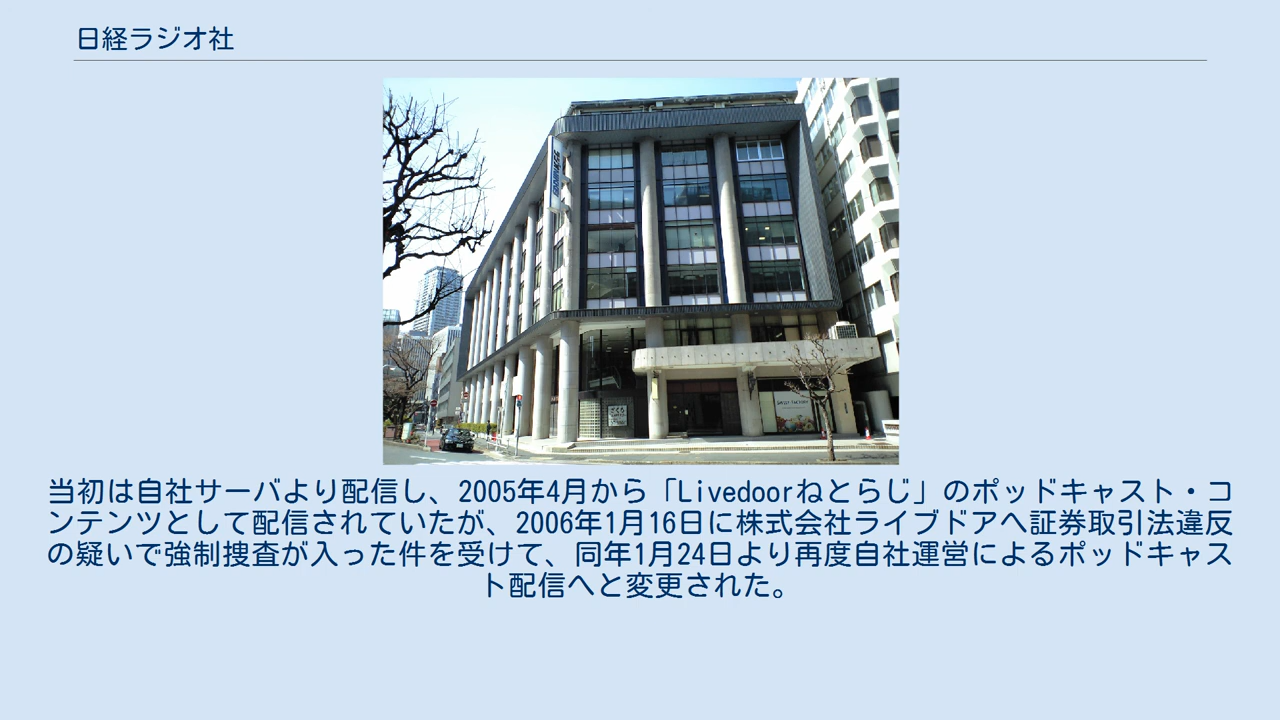 日経ラジオ社
ざくろ
当初は自社サーバより配信し、2005年4月から「Livedoorねとらじ」のポッドキャスト・コ
ンテンツとして配信されていたが、2006年1月16日に株式会社ライブドアへ証券取引法違反
の疑いで強制捜査が入った件を受けて、同年1月24日より再度自社運営によるポッドキャス
ト配信へと変更された。